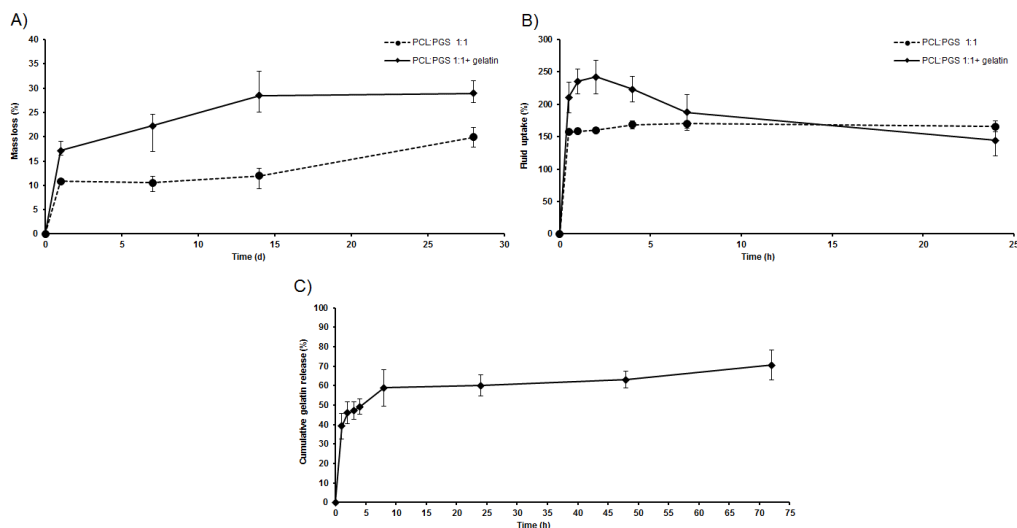 A)
PCL:PGS 1:1
PCL:PGS 1:1+ gelatin
Mass loss (%)
40
35
30
25
20
15
10
5
0
0 5 10 15 20 25 30
Time (d)
B)
PCL:PGS 1:1
PCL:PGS 1:1+ gelatin
Fluid uptake (%)
300
250
200
150
100
50
0
0 5 10 15 20 25
Time (h)
C)
Cumulative gelatin release (%)
100
90
80
70
60
50
40
30
20
10
0
0 5 10 15 20 25 30 35 40 45 50 55 60 65 70 75
Time (h)